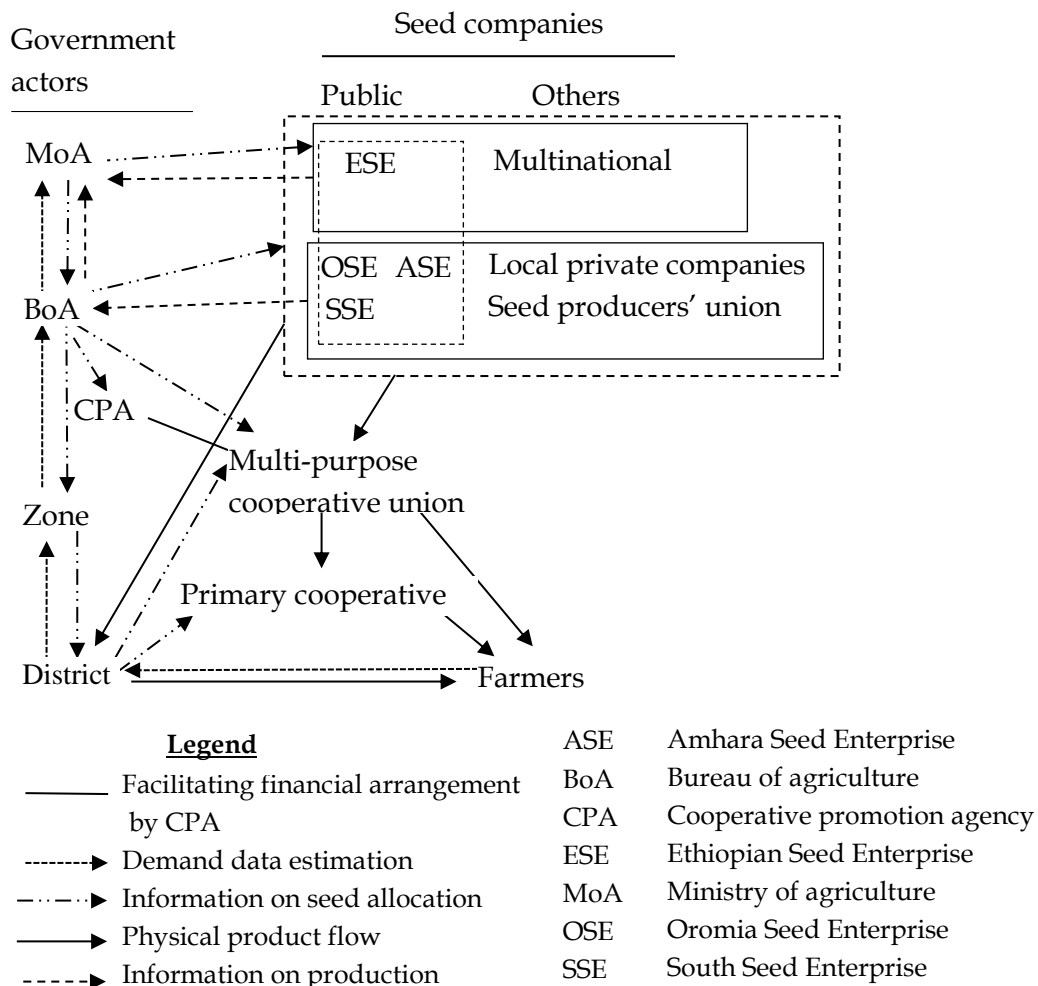 Government
actors
Seed companies
Public Others
MoA
ESE Multinational
OSE ASE Local private companies
BoA SSE Seed producers’ union
CPA
Multi-purpose
cooperative union
Zone
Primary cooperative
District Farmers
Legend
Facilitating financial arrangement
by CPA
Demand data estimation
Information on seed allocation
Physical product flow
Information on production
ASE Amhara Seed Enterprise
BoA Bureau of agriculture
CPA Cooperative promotion agency
ESE Ethiopian Seed Enterprise
MoA Ministry of agriculture
OSE Oromia Seed Enterprise
SSE South Seed Enterprise